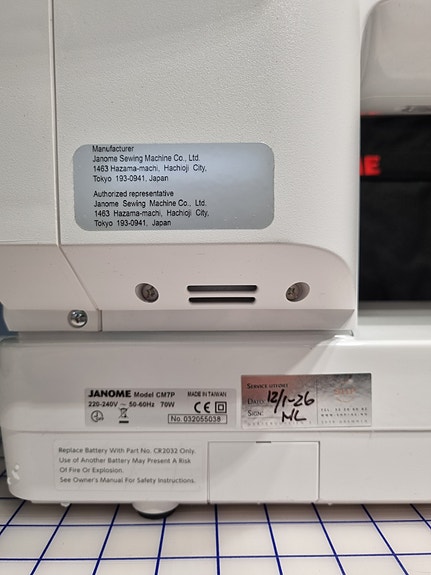 Manufacturer
Janome Sewing Machine Co., Ltd.
1463 Hazama-machi, Hachioji City,
Tokyo 193-0941, Japan
Authorized representative
Janome Sewing Machine Co., Ltd.
1463 Hazama-machi, Hachioji City,
Tokyo 193-0941, Japan
JANOME Model CM7P MADE IN TAIWAN
220-240V ~ 50-60Hz 70W
CE
No. 032055038
SERVICE UTFÖRT
DATO: 12/1-26
SIGN: ML
Replace Battery With Part No. CR2032 Only.
Use of Another Battery May Present A Risk
Of Fire Or Explosion.
See Owner's Manual For Safety Instructions.